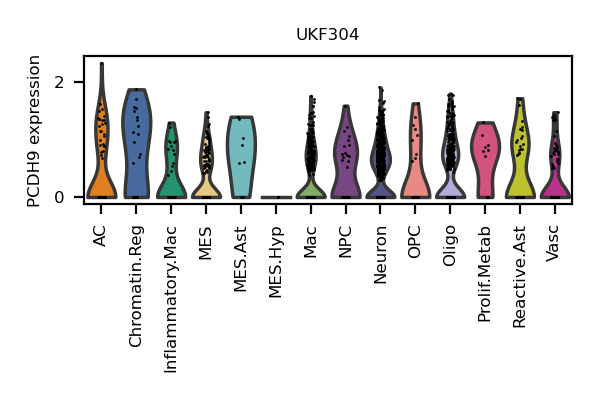 UKF304
PCDH9 expression
2
0
AC
Chromatin.Reg
Inflammatory.Mac
MES
MES.Ast
MES.Hyp
Mac
NPC
Neuron
OPC
Oligo
Prolif.Metab
Reactive.Ast
Vasc